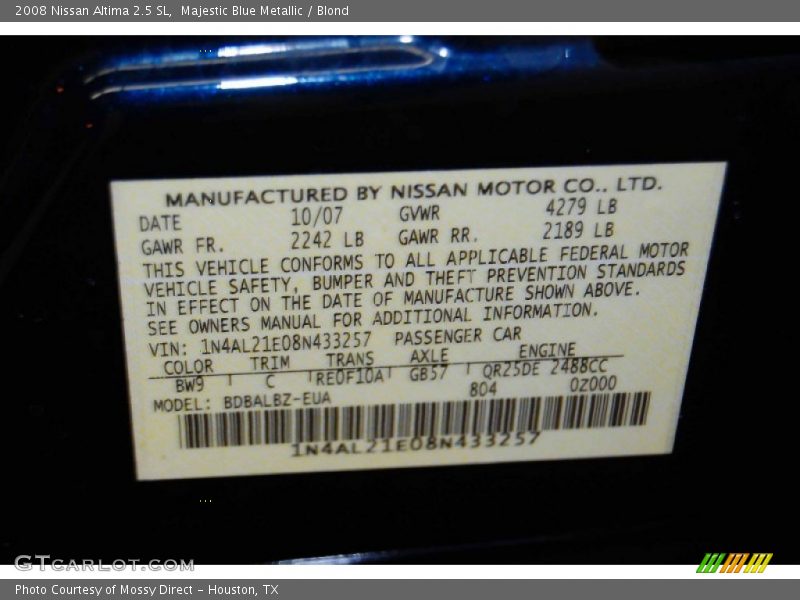 2008 Nissan Altima 2.5 SL,  Majestic Blue Metallic / Blond
MANUFACTURED BY NISSAN MOTOR CO., LTD.
DATE 10/07 GVWR 4279 LB
GAWR FR. 2242 LB GAWR RR. 2189 LB
THIS VEHICLE CONFORMS TO ALL APPLICABLE FEDERAL MOTOR
VEHICLE SAFETY, BUMPER AND THEFT PREVENTION STANDARDS
IN EFFECT ON THE DATE OF MANUFACTURE SHOWN ABOVE.
SEE OWNERS MANUAL FOR ADDITIONAL INFORMATION.
VIN: 1N4AL21E08N433257 PASSENGER CAR
COLOR TRIM TRANS AXLE ENGINE
BW9 C RE0F10A GB57 QR25DE 2488CC
804 0Z000
MODEL: BDBALBZ-EUA
1N4AL21E08N433257
GTcarlot.com
Photo Courtesy of Mossy Direct - Houston, TX